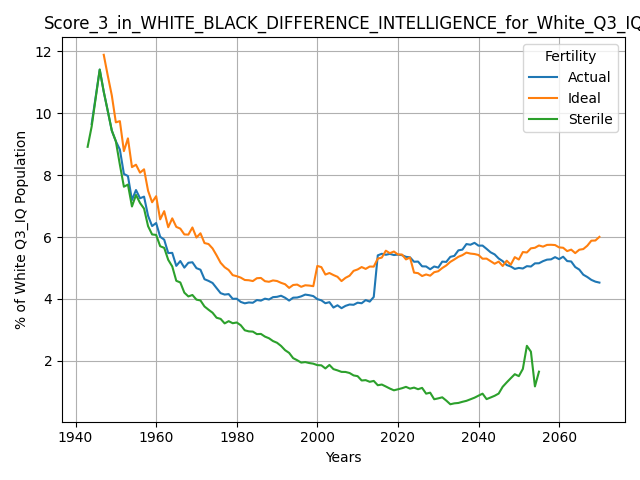 Score_3_in_WHITE_BLACK_DIFFERENCE_INTELLIGENCE_for_White_Q3_IQ
12
10
8
6
4
2
% of White Q3_IQ Population
Fertility
Actual
Ideal
Sterile
1940 1960 1980 2000 2020 2040 2060
Years